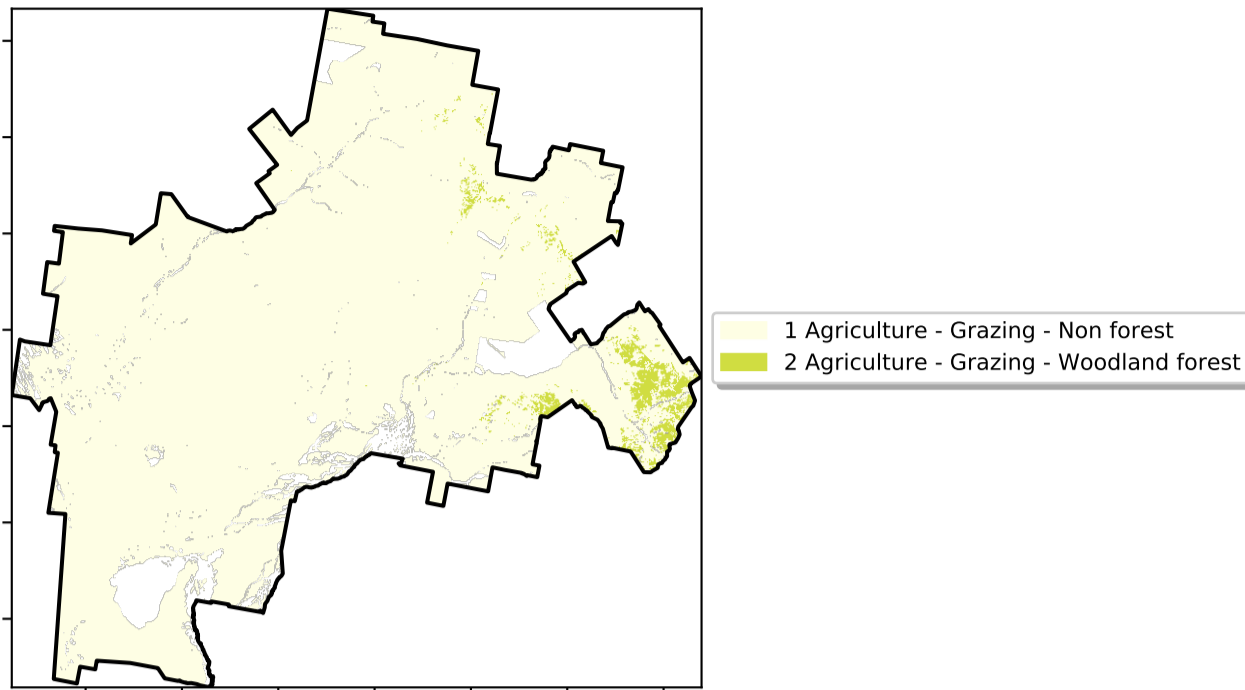 1 Agriculture - Grazing - Non forest
2 Agriculture - Grazing - Woodland forest